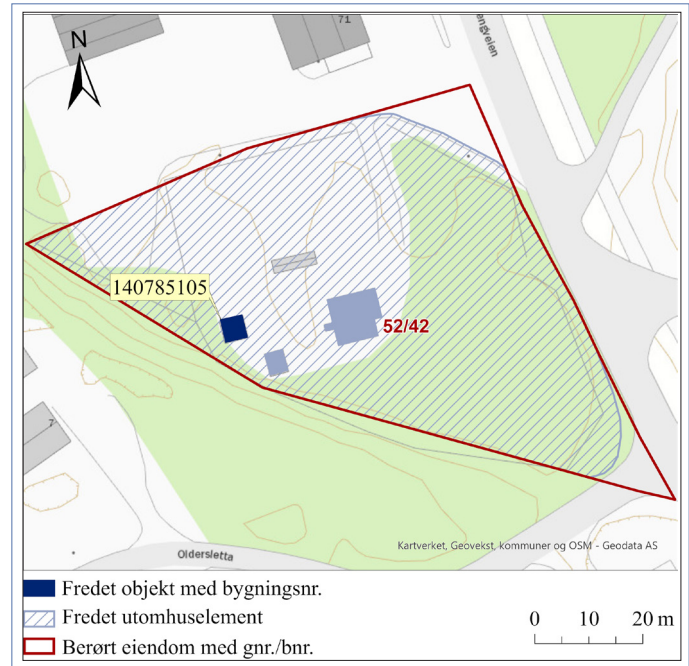 71
N
140785105
52/42
7
Oldersletta
Kartverket, Geovekst, kommuner og OSM - Geodata AS
Fredet objekt med bygningsnr.
Fredet utomhuselement
Berørt eiendom med gnr./bnr.
0 10 20 m